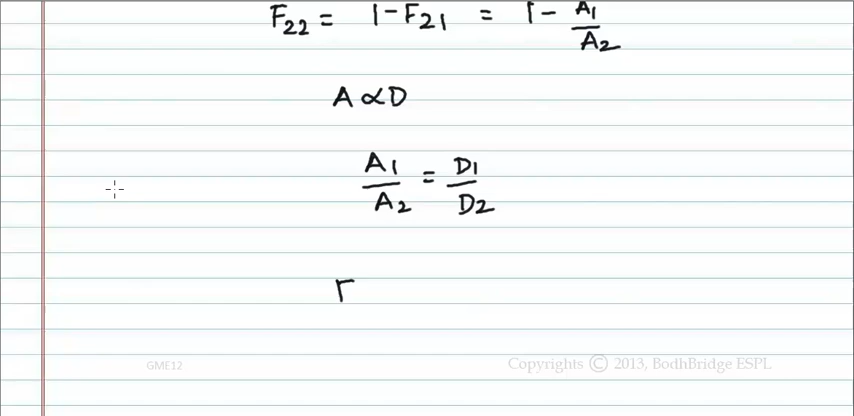 F22 = 1 - F21 = 1 - A1/A2
A ∝ D
A1/A2 = D1/D2
GME12
Copyrights © 2013, BodhBridge ESPL